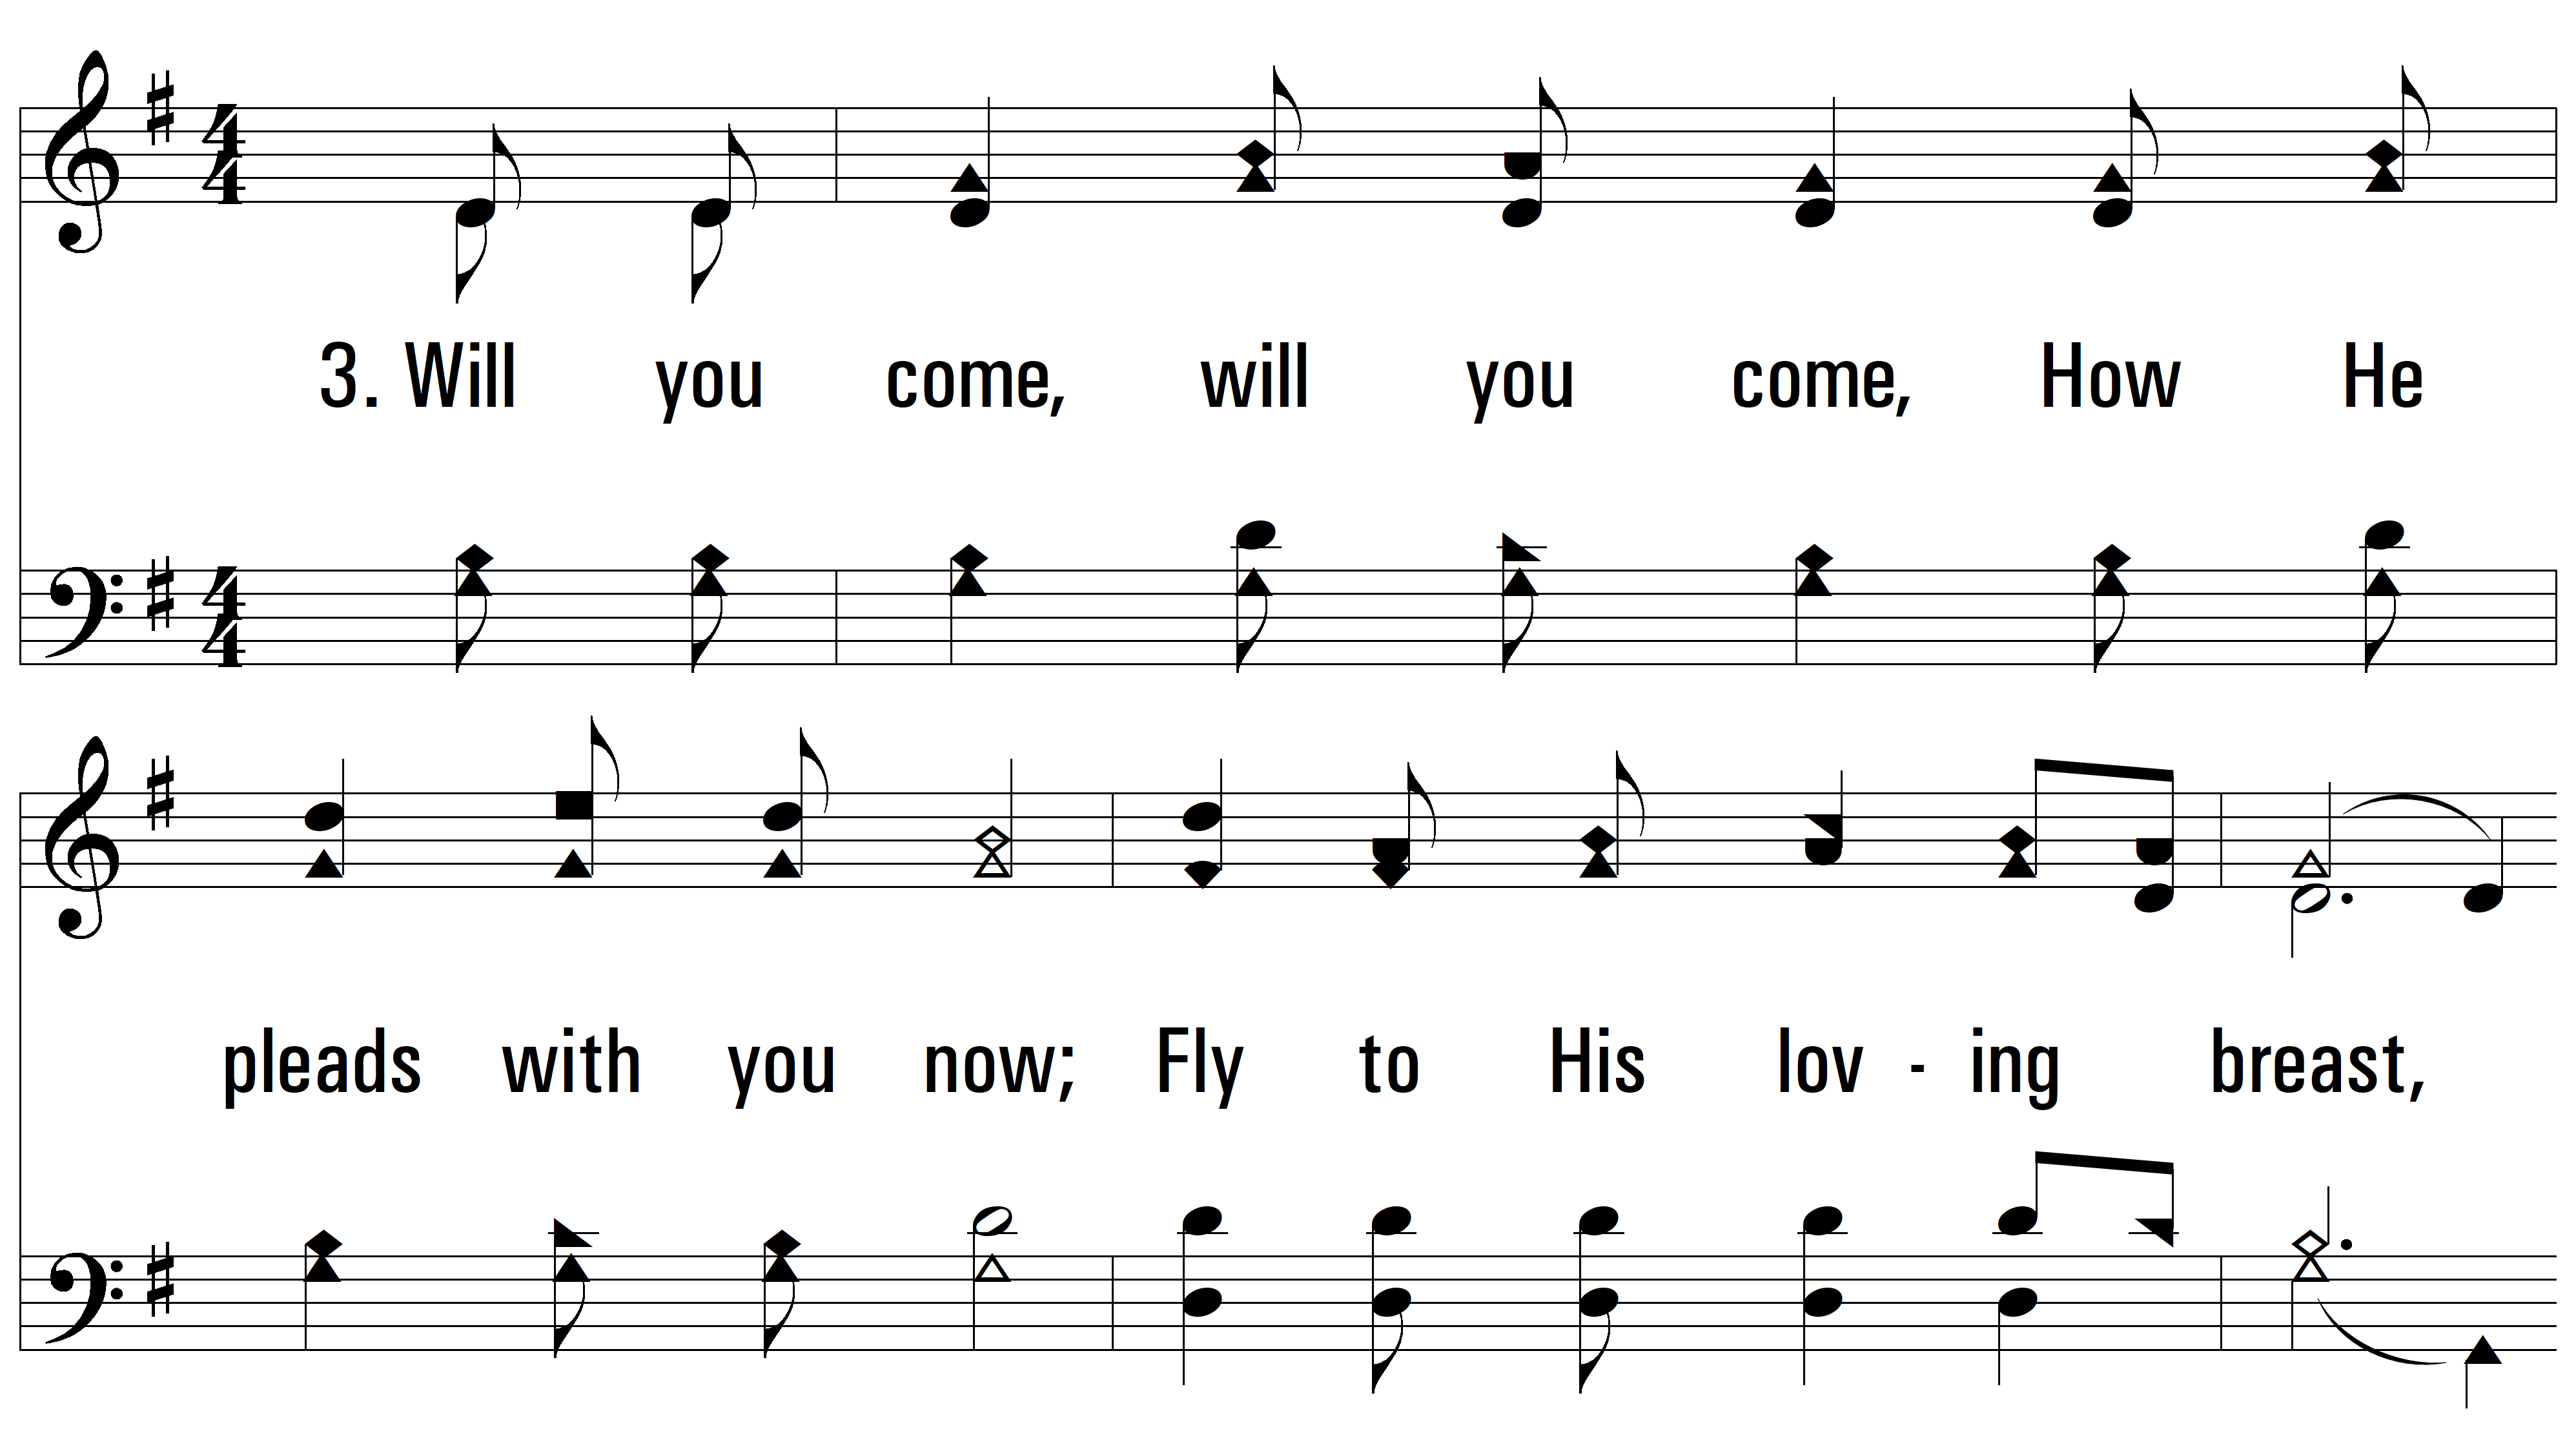 3. Will you come, will you come, How He
pleads with you now; Fly to His lov - ing breast,